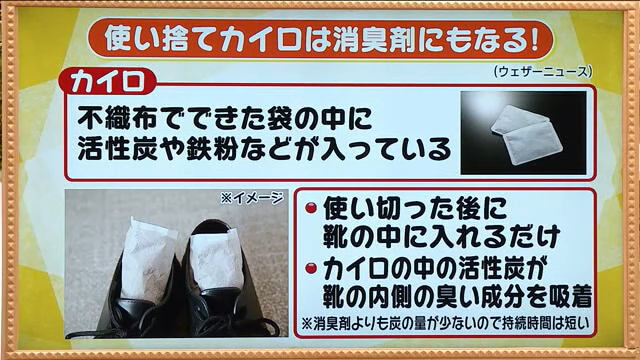 使い捨てカイロは消臭剤にもなる!
(ウェザーニュース)
カイロ
不織布でできた袋の中に
活性炭や鉄粉などが入っている
※イメージ
使い切った後に
靴の中に入れるだけ
カイロの中の活性炭が
靴の内側の臭い成分を吸着
※消臭剤よりも炭の量が少ないので持続時間は短い